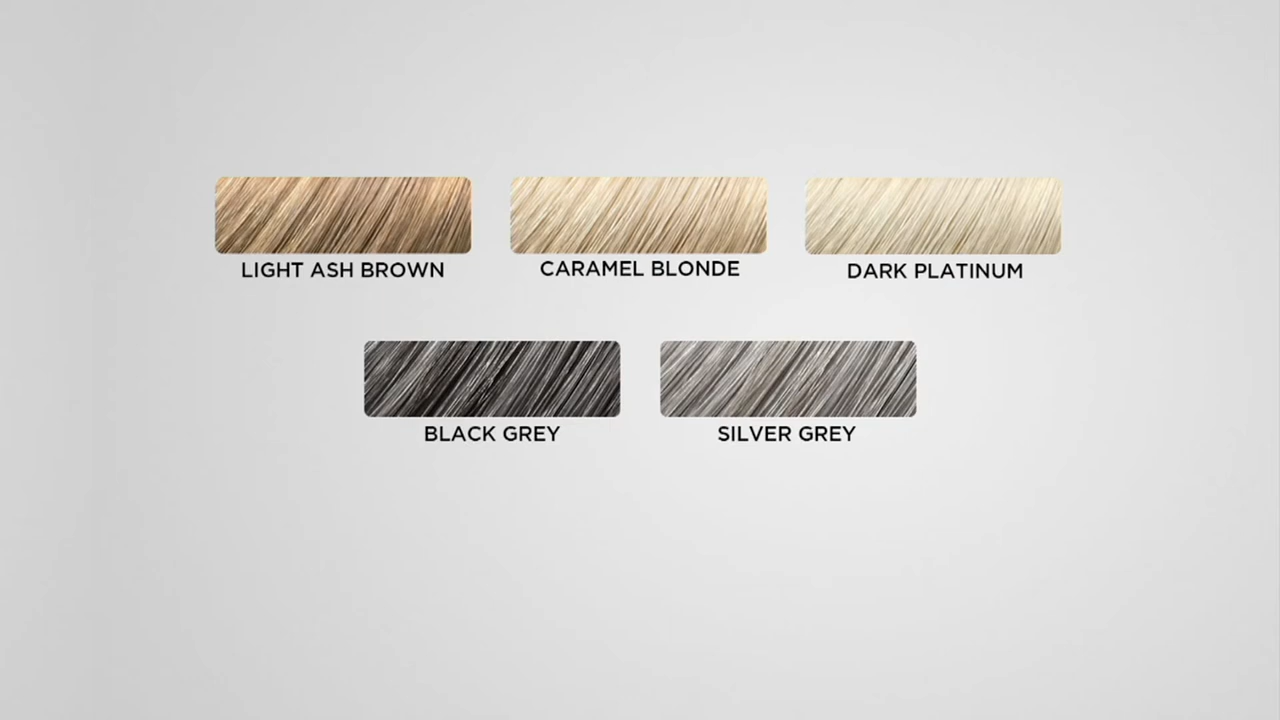 LIGHT ASH BROWN
CARAMEL BLONDE
DARK PLATINUM
BLACK GREY
SILVER GREY